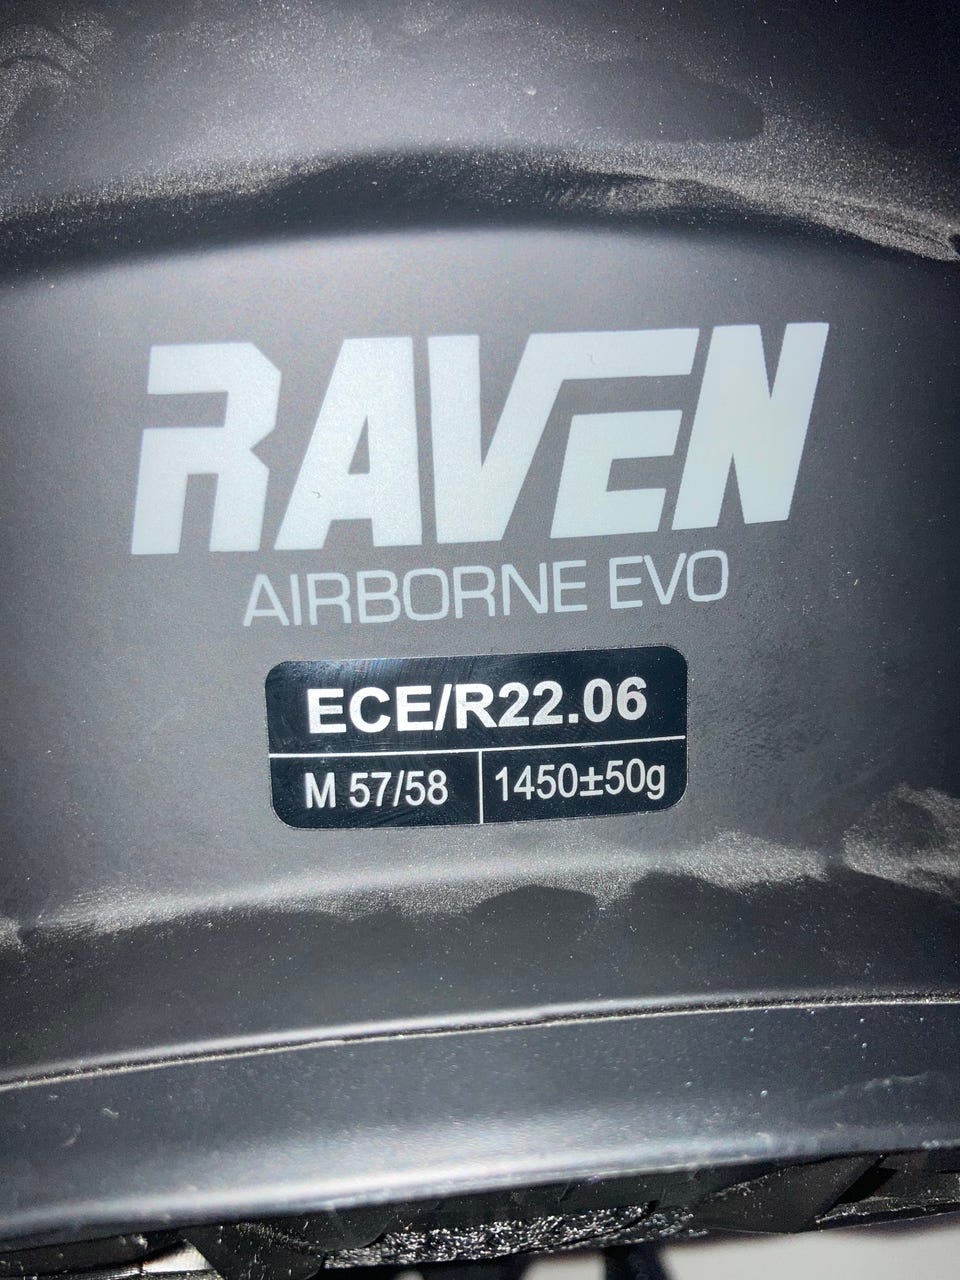 RAVEN
AIRBORNE EVO
ECE/R22.06
M 57/58 1450±50g